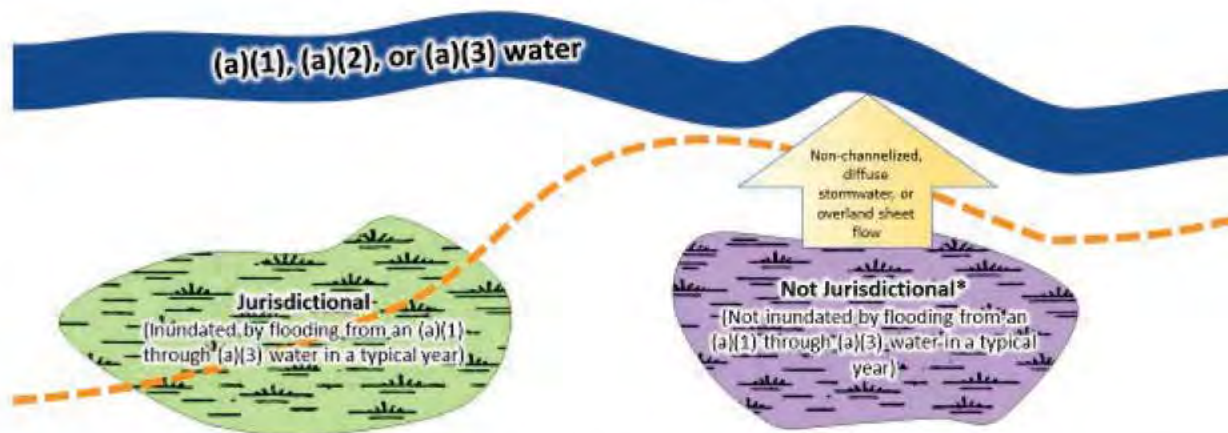 (a)(1), (a)(2), or (a)(3) water
Non-channelized,
diffuse
stormwater, or
overland sheet
flow
Jurisdictional
(Inundated by flooding from an (a)(1)
through (a)(3) water in a typical year)
Not Jurisdictional*
(Not inundated by flooding from an
(a)(1) through (a)(3) water in a typical
year)